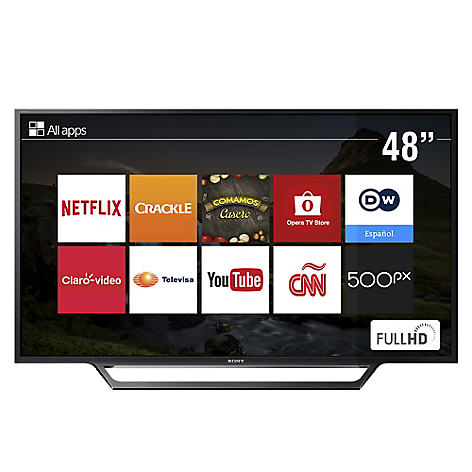 All apps
48”
NETFLIX
CRACKLE
COMAMOS
Casero
Opera TV Store
DW
Español
Claro-video
Televisa
YouTube
CÑN
500PX
FULLHD
SONY